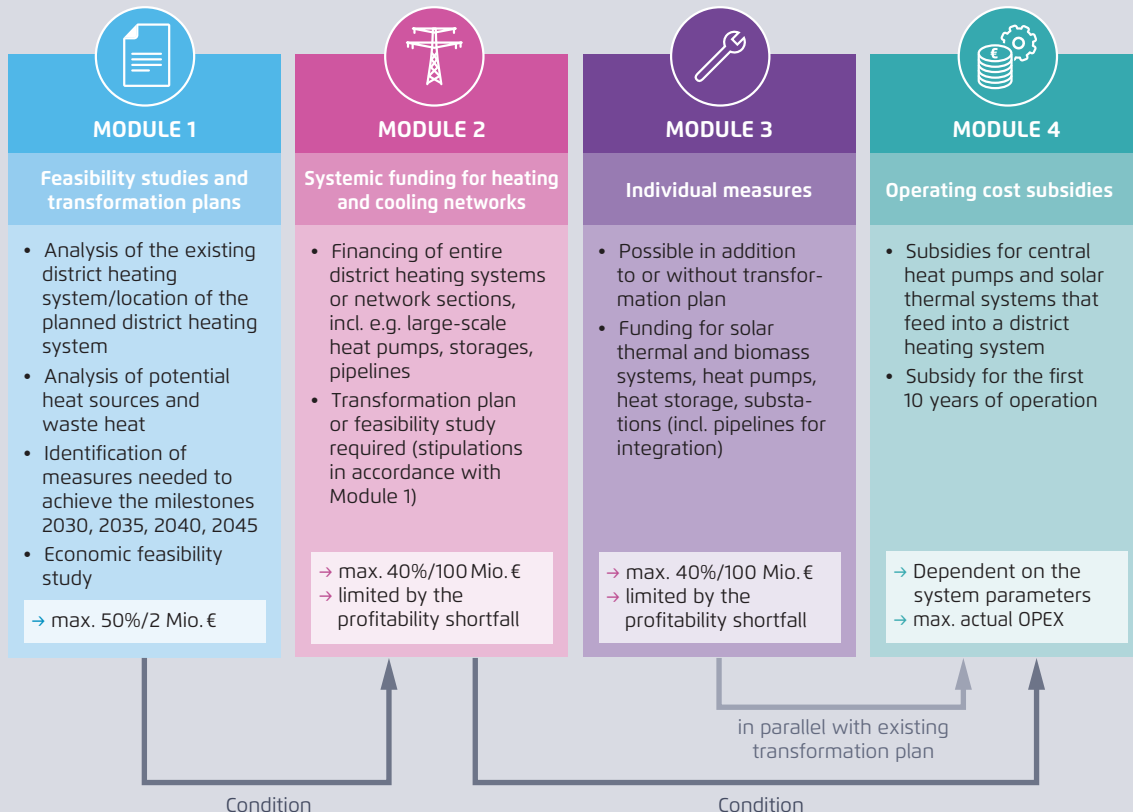 MODULE 1
Feasibility studies and
transformation plans
• Analysis of the existing
district heating
system/location of the
planned district heating
system
• Analysis of potential
heat sources and
waste heat
• Identification of
measures needed to
achieve the milestones
2030, 2035, 2040, 2045
• Economic feasibility
study
→ max. 50%/2 Mio. €
MODULE 2
Systemic funding for heating
and cooling networks
• Financing of entire
district heating systems
or network sections,
incl. e.g. large-scale
heat pumps, storages,
pipelines
• Transformation plan
or feasibility study
required (stipulations
in accordance with
Module 1)
→ max. 40%/100 Mio. €
→ limited by the
profitability shortfall
MODULE 3
Individual measures
• Possible in addition
to or without transfor-
mation plan
• Funding for solar
thermal and biomass
systems, heat pumps,
heat storage, substa-
tions (incl. pipelines for
integration)
→ max. 40%/100 Mio. €
→ limited by the
profitability shortfall
€
MODULE 4
Operating cost subsidies
• Subsidies for central
heat pumps and solar
thermal systems that
feed into a district
heating system
• Subsidy for the first
10 years of operation
→ Dependent on the
system parameters
→ max. actual OPEX
in parallel with existing
transformation plan
Condition
Condition